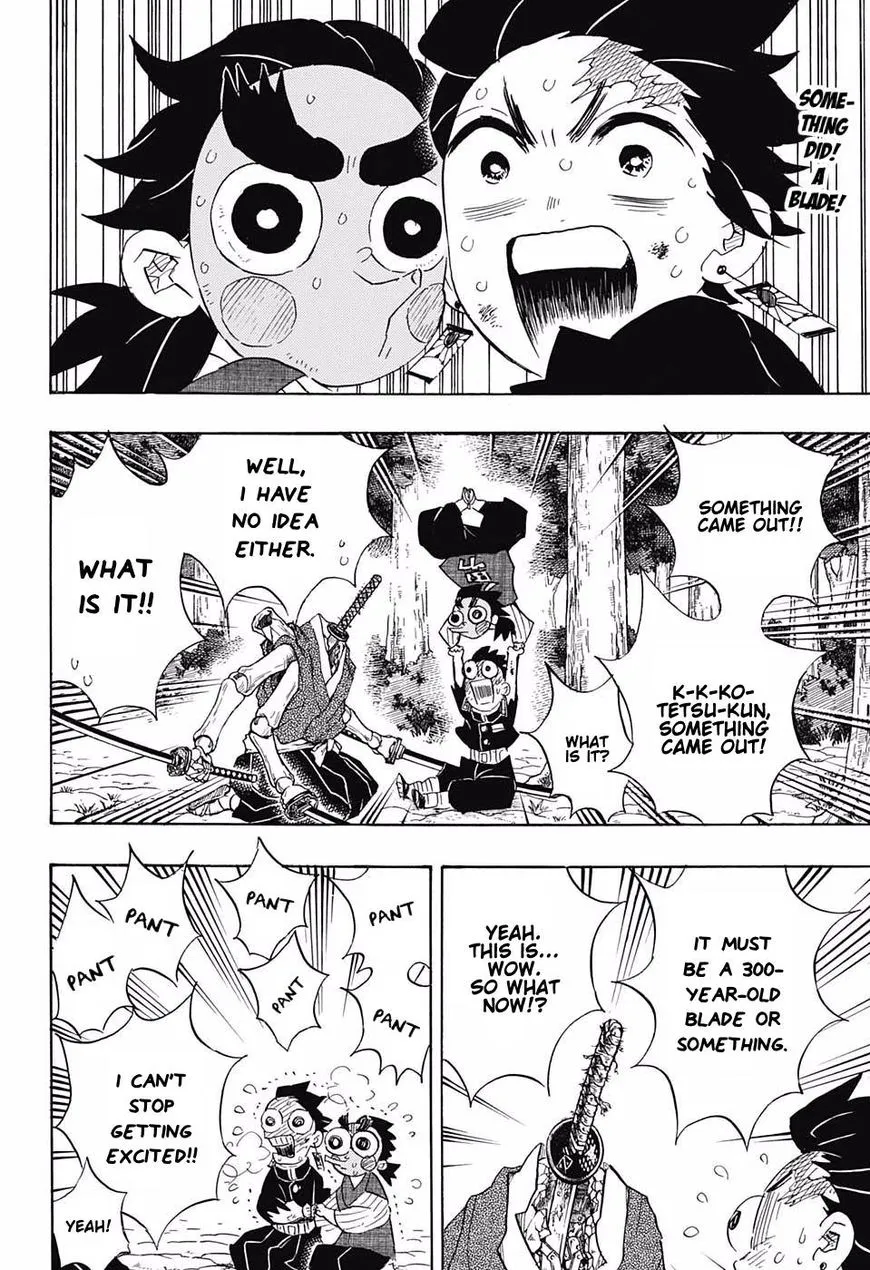 SOME-
THING
DID!
A
BLADE!
SOMETHING
CAME OUT!!
K-K-KO-
TETSU-KUN,
SOMETHING
CAME OUT!
WHAT
IS IT?
WELL,
I HAVE
NO IDEA
EITHER.
WHAT
IS IT!!
IT MUST
BE A 300-
YEAR-OLD
BLADE OR
SOMETHING.
YEAH.
THIS IS...
WOW.
SO WHAT
NOW!?
PANT
PANT
PANT
PANT
PANT
PANT
I CAN'T
STOP
GETTING
EXCITED!!
YEAH!